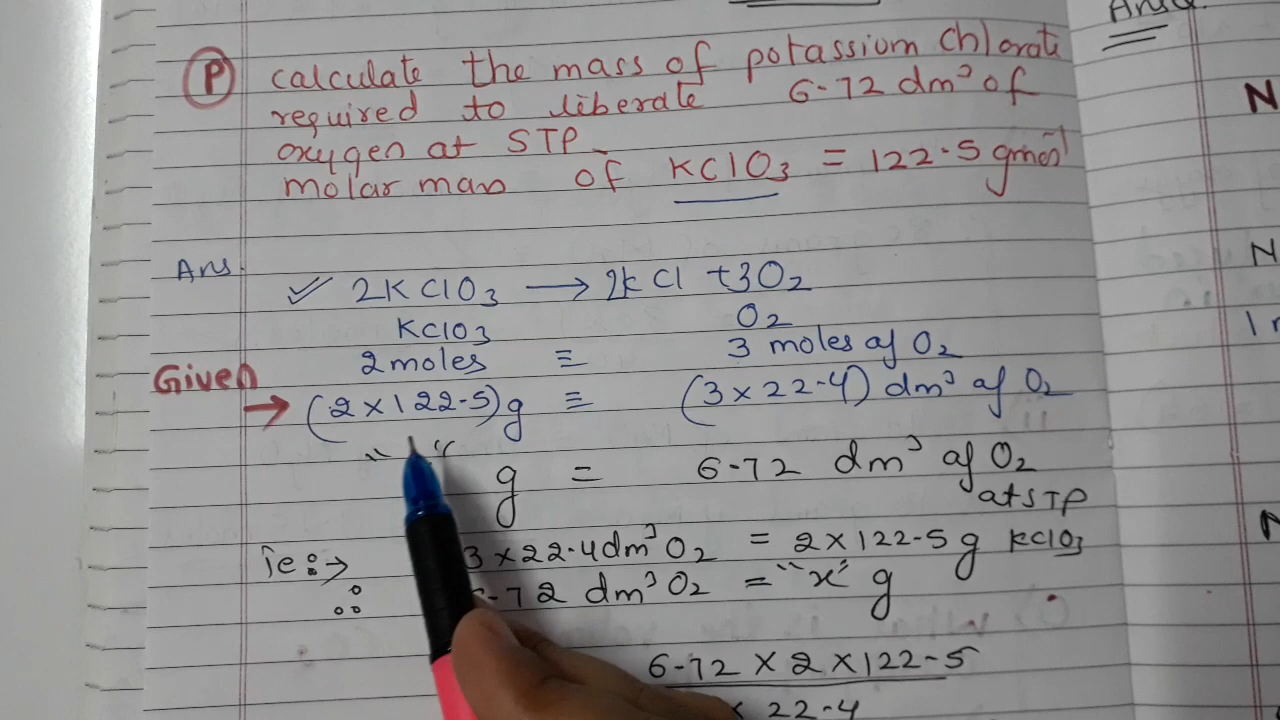 Ans
P calculate the mass of potassium chlorate
required to liberate 6.72 dm³ of
oxygen at STP
molar mass of KClO3 = 122.5
N
Ans.
✓ 2KClO3 → 2KCl + 3O2
KClO3 O2
2 moles ≡ 3 moles of O2
Given → (2×122.5)g ≡ (3×22.4) dm³ of O2
g = 6.72 dm³ of O2
at STP
ie:→ 3×22.4dm³ O2 = 2×122.5g KClO3
∴ 72 dm³ O2 = "x" g
6.72 × 2 × 122.5
× 22.4
N
N